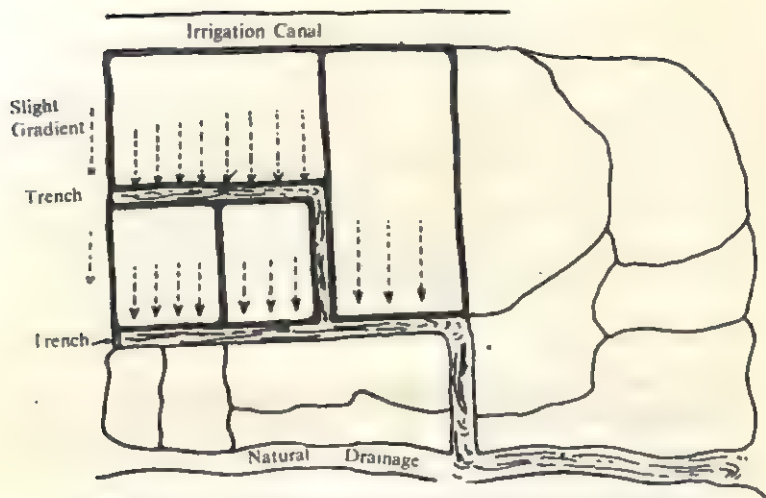 Irrigation Canal
Slight
Gradient
Trench
Trench
Natural Drainage